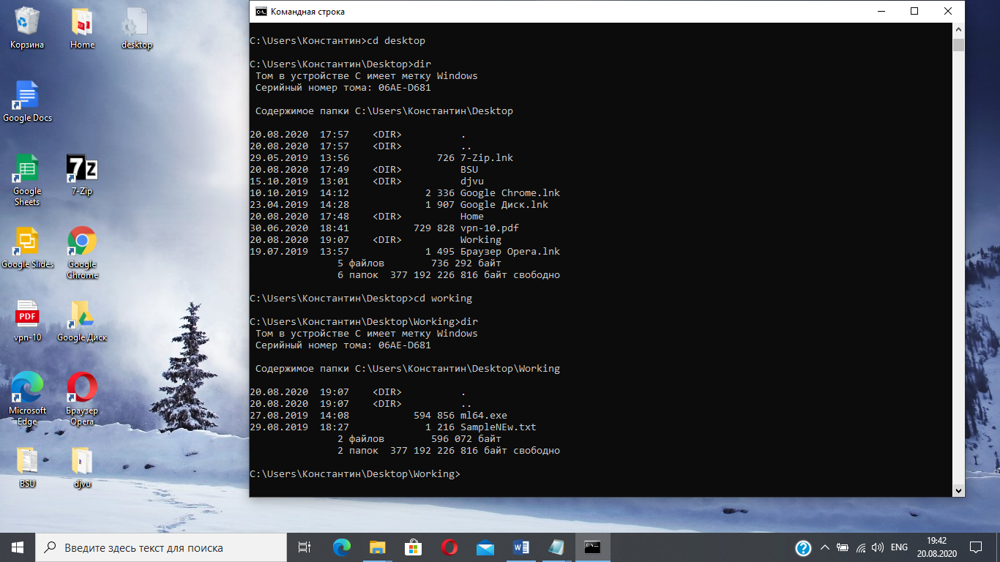 Корзина
Home
desktop
Google Docs
Google
Sheets
7-Zip
Google Slides
Google
Chrome
PDF
vpn-10
Google Диск
Microsoft
Edge
Браузер
Opera
BSU
djvu
Командная строка
C:\Users\Константин>cd desktop
C:\Users\Константин\Desktop>dir
Том в устройстве C имеет метку Windows
Серийный номер тома: 06AE-D681
Содержимое папки C:\Users\Константин\Desktop
20.08.2020 17:57 <DIR> .
20.08.2020 17:57 <DIR> ..
29.05.2019 13:56 726 7-Zip.lnk
20.08.2020 17:49 <DIR> BSU
15.10.2019 13:01 <DIR> djvu
10.10.2019 14:12 2 336 Google Chrome.lnk
23.04.2019 14:28 1 907 Google Диск.lnk
20.08.2020 17:48 <DIR> Home
30.06.2020 18:41 729 828 vpn-10.pdf
20.08.2020 19:07 <DIR> Working
19.07.2019 13:57 1 495 Браузер Opera.lnk
5 файлов 736 292 байт
6 папок 377 192 226 816 байт свободно
C:\Users\Константин\Desktop>cd working
C:\Users\Константин\Desktop\Working>dir
Том в устройстве C имеет метку Windows
Серийный номер тома: 06AE-D681
Содержимое папки C:\Users\Константин\Desktop\Working
20.08.2020 19:07 <DIR> .
20.08.2020 19:07 <DIR> ..
27.08.2019 14:08 594 856 ml64.exe
29.08.2019 18:27 1 216 SampleNEw.txt
2 файлов 596 072 байт
2 папок 377 192 226 816 байт свободно
C:\Users\Константин\Desktop\Working>
Введите здесь текст для поиска
ENG
19:42
20.08.2020